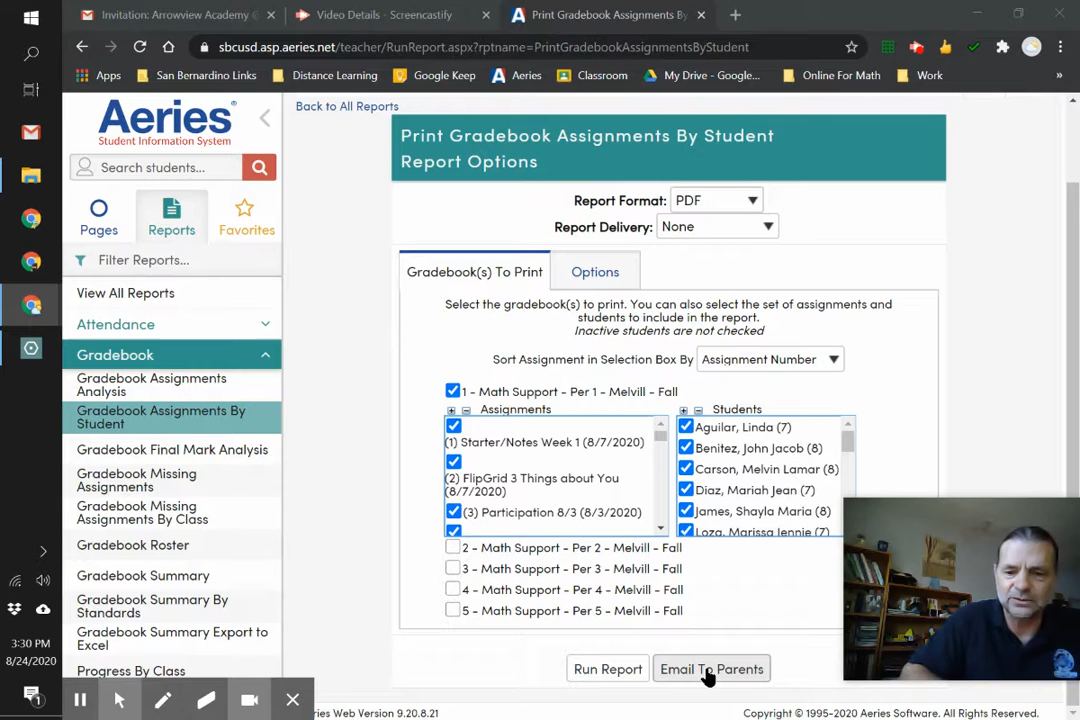 Invitation: Arrowview Academy
Video Details - Screencastify
Print Gradebook Assignments By
sbcusd.asp.aeries.net/teacher/RunReport.aspx?rptname=PrintGradebookAssignmentsByStudent
Apps
San Bernardino Links
Distance Learning
Google Keep
Aeries
Classroom
My Drive - Google...
Online For Math
Work
»
Aeries®
Student Information System
Search students...
Pages
Reports
Favorites
Filter Reports...
View All Reports
Attendance
Gradebook
Gradebook Assignments
Analysis
Gradebook Assignments By
Student
Gradebook Final Mark Analysis
Gradebook Missing
Assignments
Gradebook Missing
Assignments By Class
Gradebook Roster
Gradebook Summary
Gradebook Summary By
Standards
Gradebook Summary Export to
Excel
Progress By Class
3:30 PM
8/24/2020
1
Back to All Reports
Print Gradebook Assignments By Student
Report Options
Report Format: PDF
Report Delivery: None
Gradebook(s) To Print
Options
Select the gradebook(s) to print. You can also select the set of assignments and
students to include in the report.
Inactive students are not checked
Sort Assignment in Selection Box By Assignment Number
1 - Math Support - Per 1 - Melvill - Fall
Assignments
Students
(1) Starter/Notes Week 1 (8/7/2020)
(2) FlipGrid 3 Things about You
(8/7/2020)
(3) Participation 8/3 (8/3/2020)
Aguilar, Linda (7)
Benitez, John Jacob (8)
Carson, Melvin Lamar (8)
Diaz, Mariah Jean (7)
James, Shayla Maria (8)
Loza, Marissa Jennie (7)
2 - Math Support - Per 2 - Melvill - Fall
3 - Math Support - Per 3 - Melvill - Fall
4 - Math Support - Per 4 - Melvill - Fall
5 - Math Support - Per 5 - Melvill - Fall
Run Report
Email To Parents
eries Web Version 9.20.8.21
Copyright © 1995-2020 Aeries Software. All Rights Reserved.